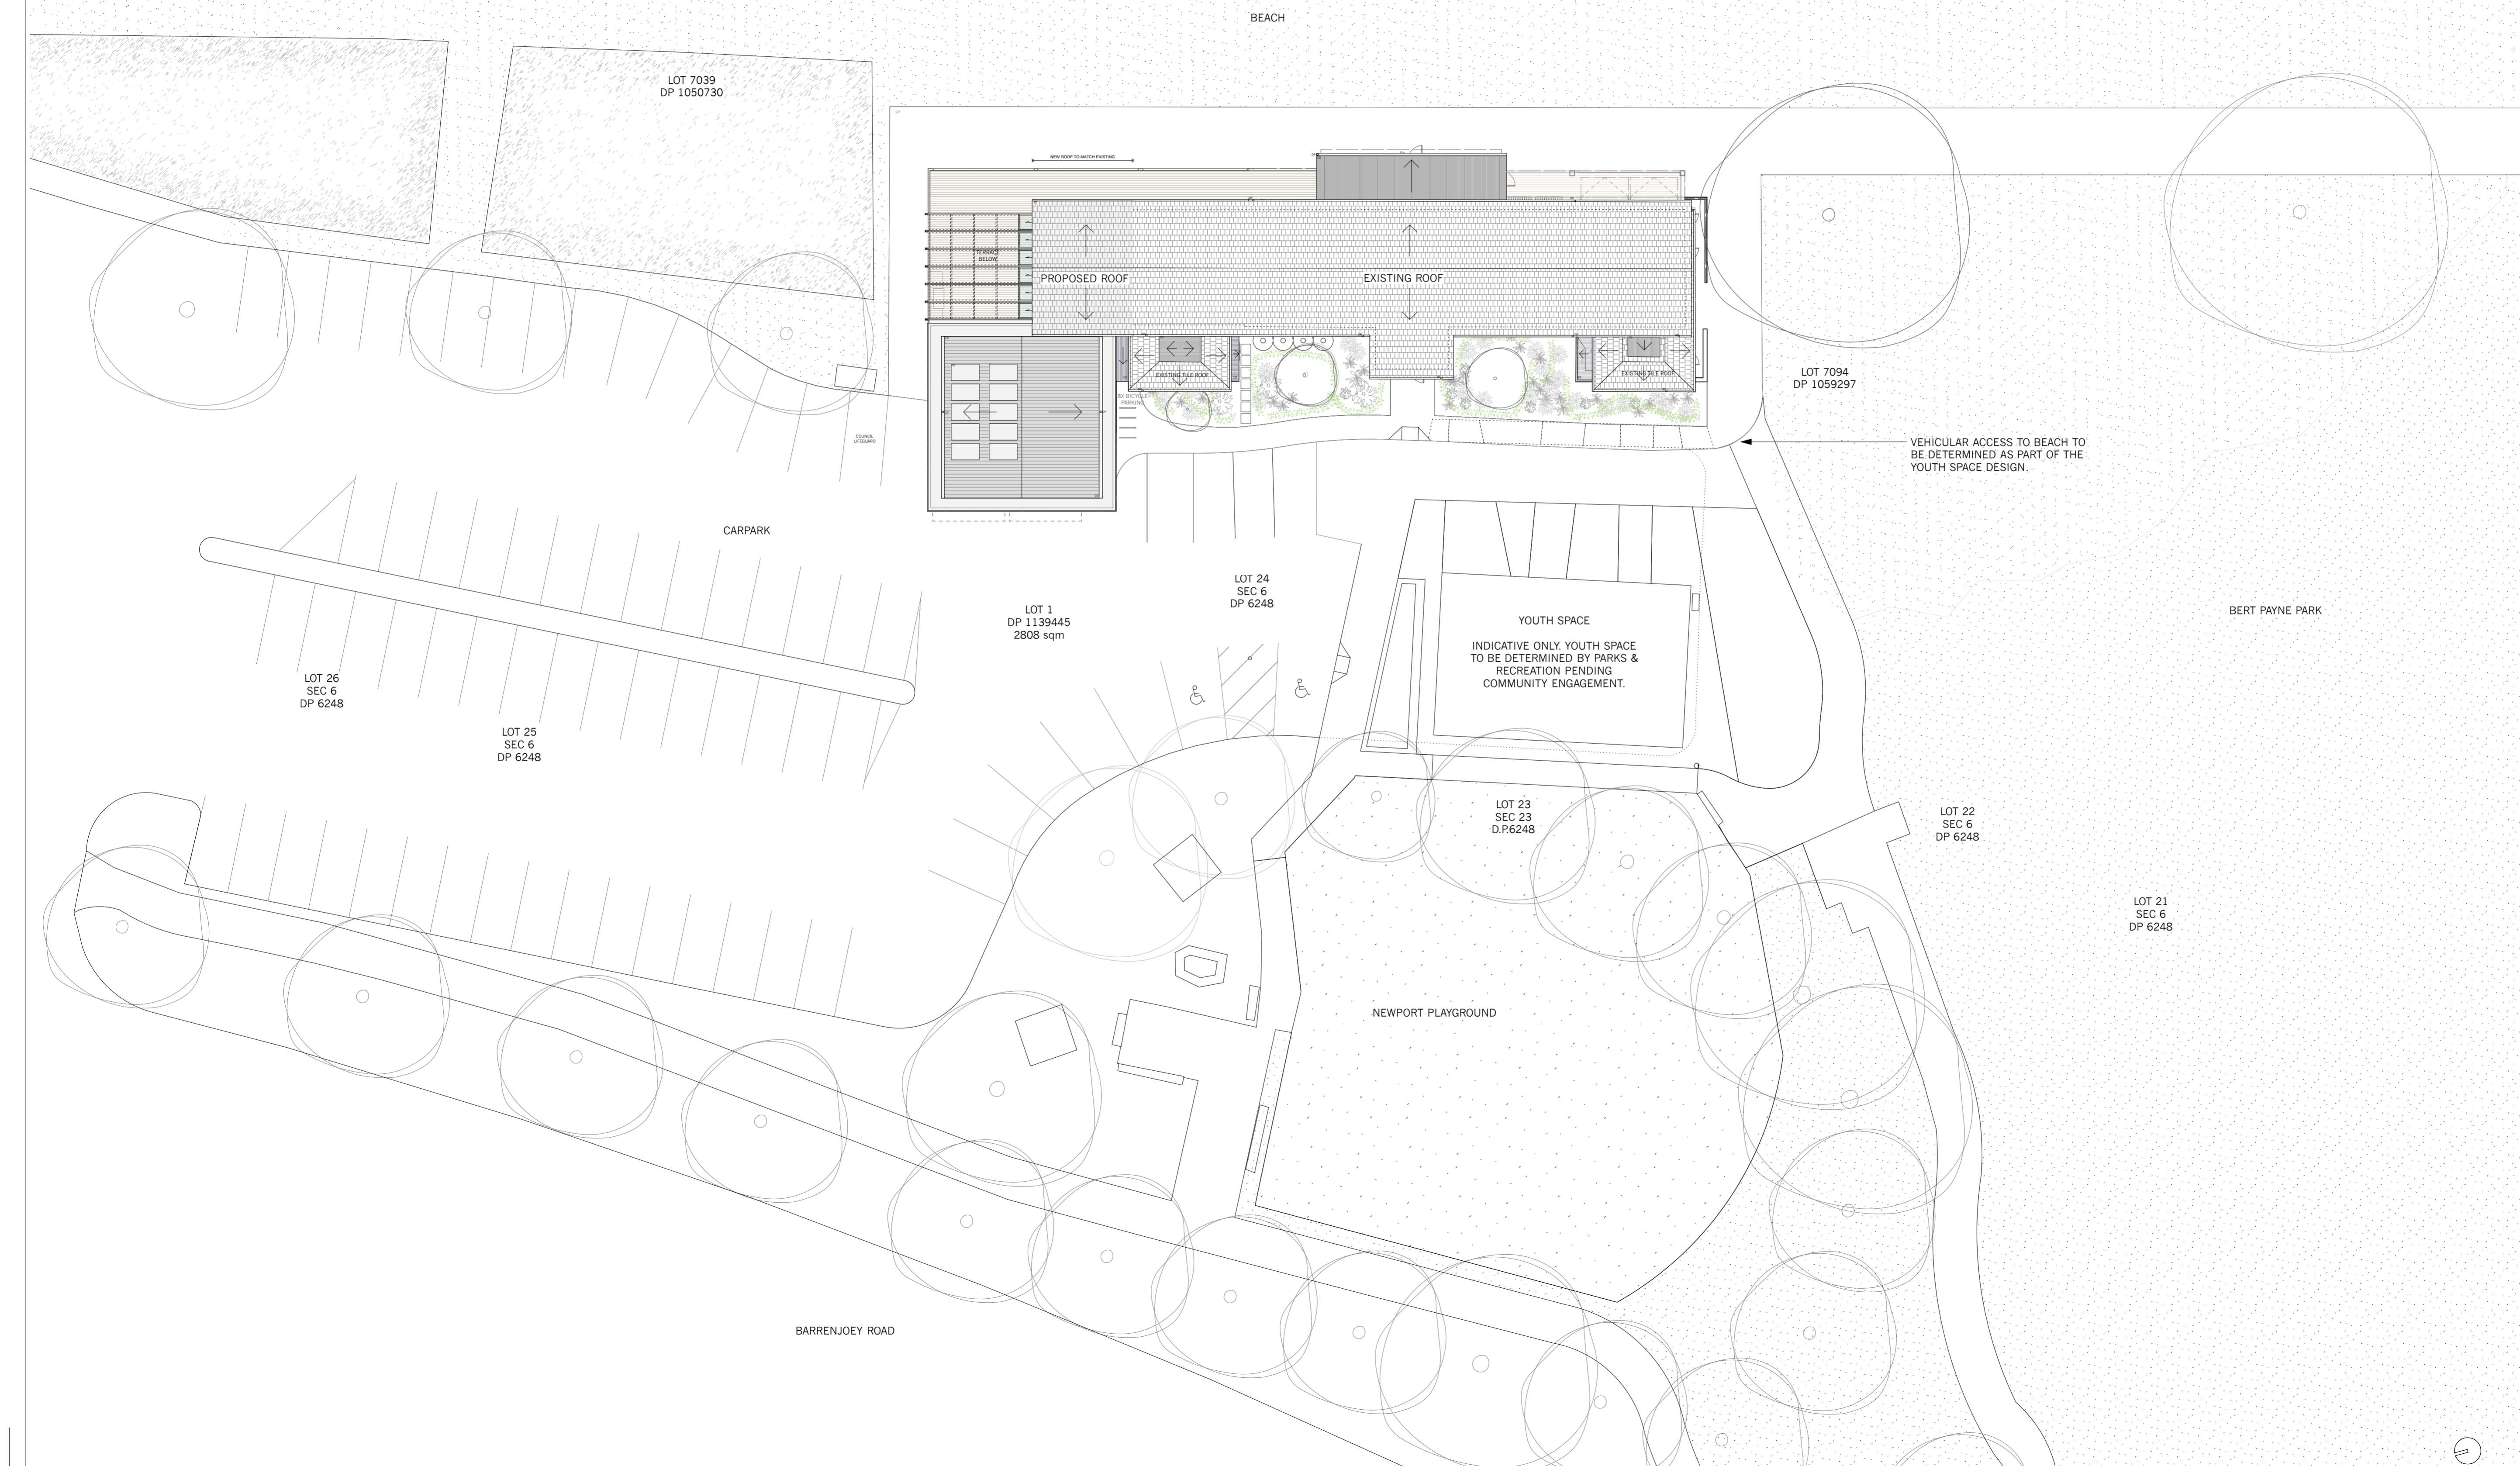 BEACH
LOT 7039
DP 1050730
NEW ROOF TO MATCH EXISTING
TERRACE
BELOW
PROPOSED ROOF
EXISTING ROOF
EXISTING TILE ROOF
EXISTING TILE ROOF
8X BICYCLE
PARKING
LOT 7094
DP 1059297
COUNCIL
LIFEGUARD
VEHICULAR ACCESS TO BEACH TO
BE DETERMINED AS PART OF THE
YOUTH SPACE DESIGN.
CARPARK
LOT 24
SEC 6
DP 6248
LOT 1
DP 1139445
2808 sqm
YOUTH SPACE
INDICATIVE ONLY. YOUTH SPACE
TO BE DETERMINED BY PARKS &
RECREATION PENDING
COMMUNITY ENGAGEMENT.
BERT PAYNE PARK
LOT 26
SEC 6
DP 6248
LOT 25
SEC 6
DP 6248
LOT 23
SEC 23
D.P.6248
LOT 22
SEC 6
DP 6248
LOT 21
SEC 6
DP 6248
NEWPORT PLAYGROUND
BARRENJOEY ROAD